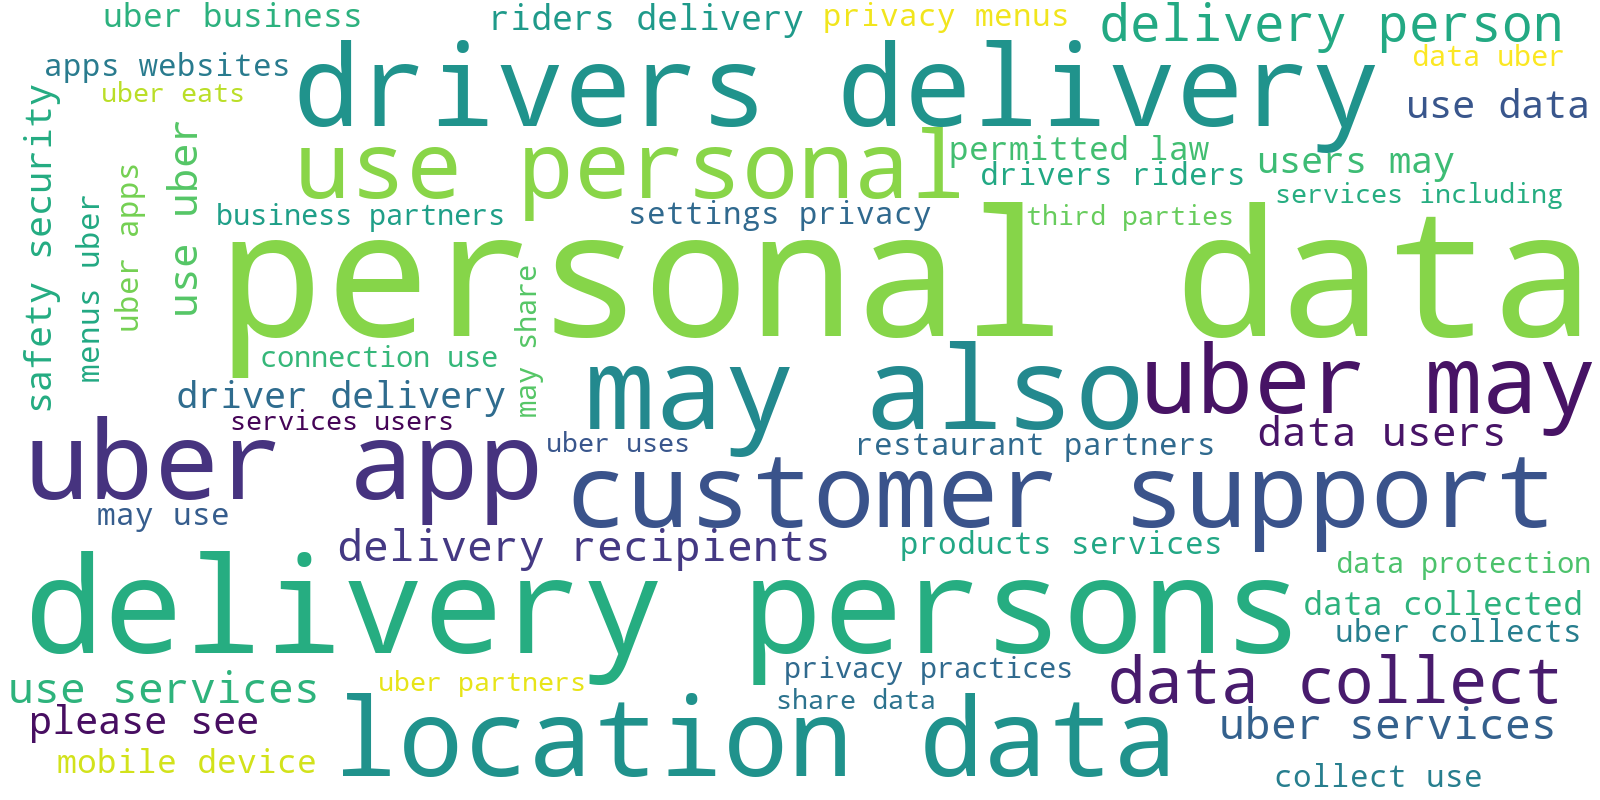 uber business
riders delivery
privacy menus
delivery person
apps websites
drivers delivery
data uber
uber eats
use data
safety security
menus uber
uber apps
use uber
use personal
permitted law
users may
drivers riders
services including
business partners
settings privacy
third parties
personal data
may share
connection use
driver delivery
may also
uber may
services users
uber app
uber uses
restaurant partners
data users
customer support
may use
delivery recipients
products services
data protection
delivery persons
data collected
uber collects
use services
uber partners
privacy practices
data collect
share data
please see
location data
uber services
mobile device
collect use